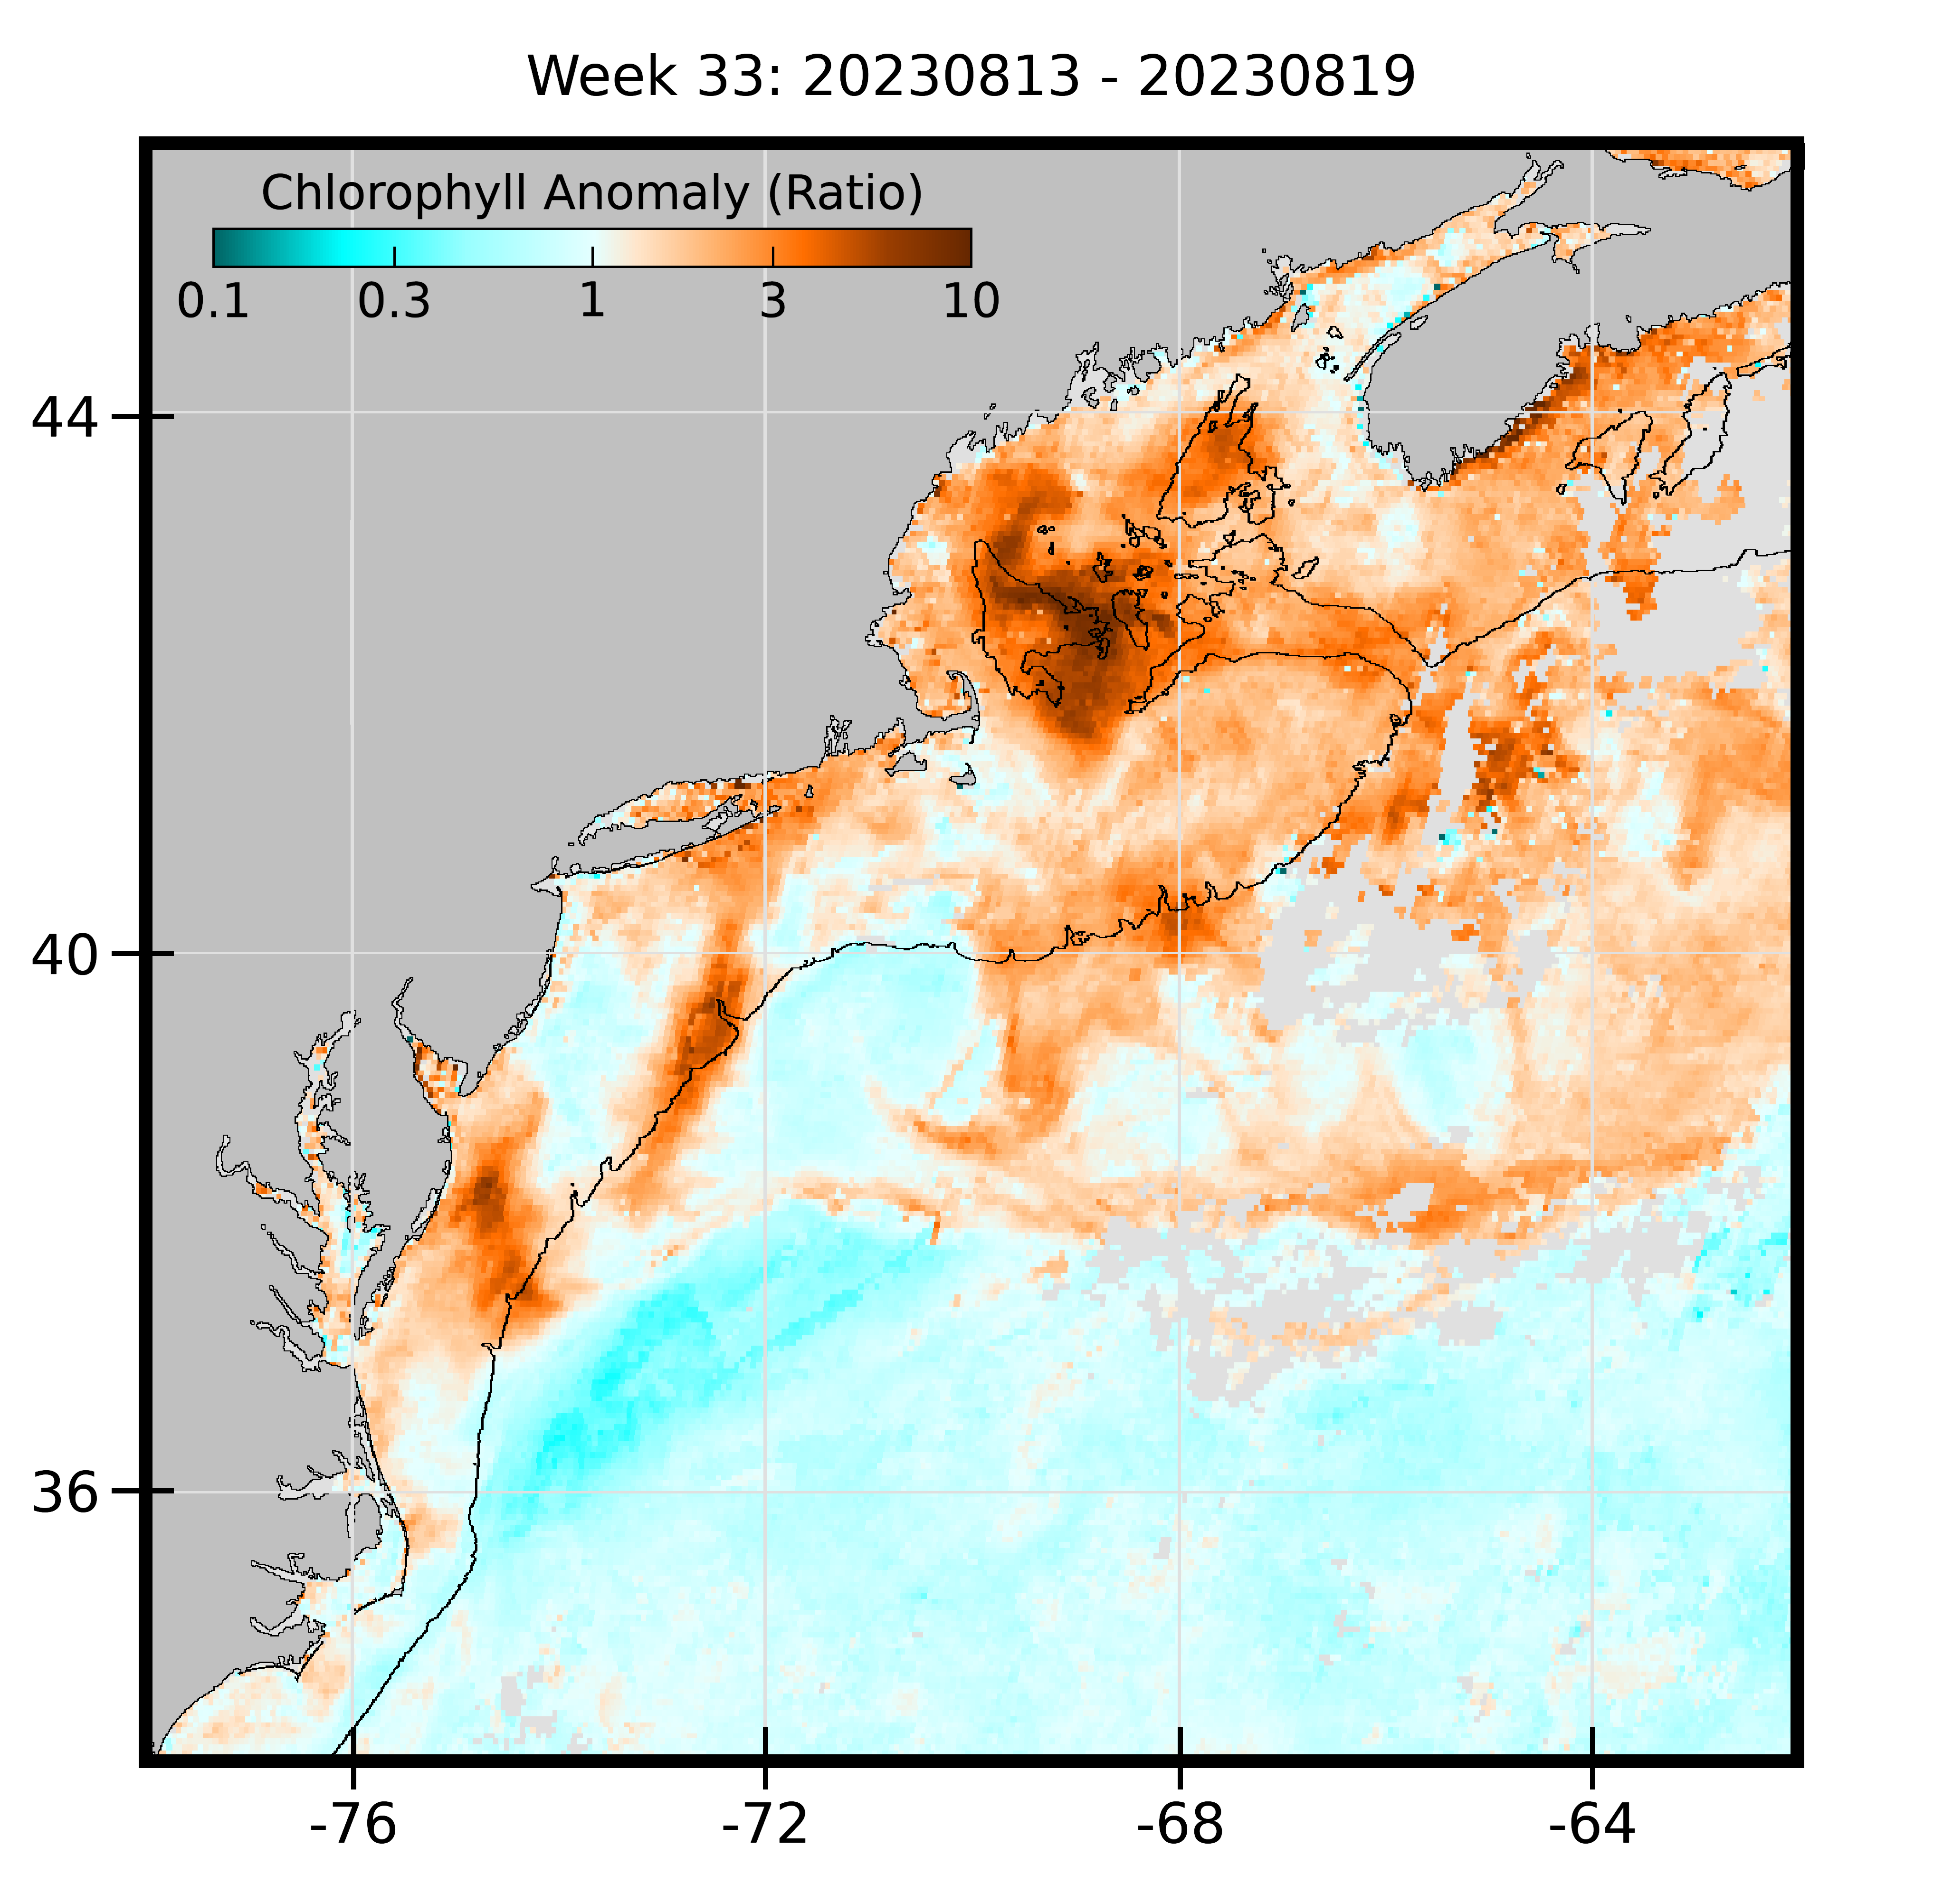 Week 33: 20230813 - 20230819
Chlorophyll Anomaly (Ratio)
0.1 0.3 1 3 10
44
40
36
-76 -72 -68 -64